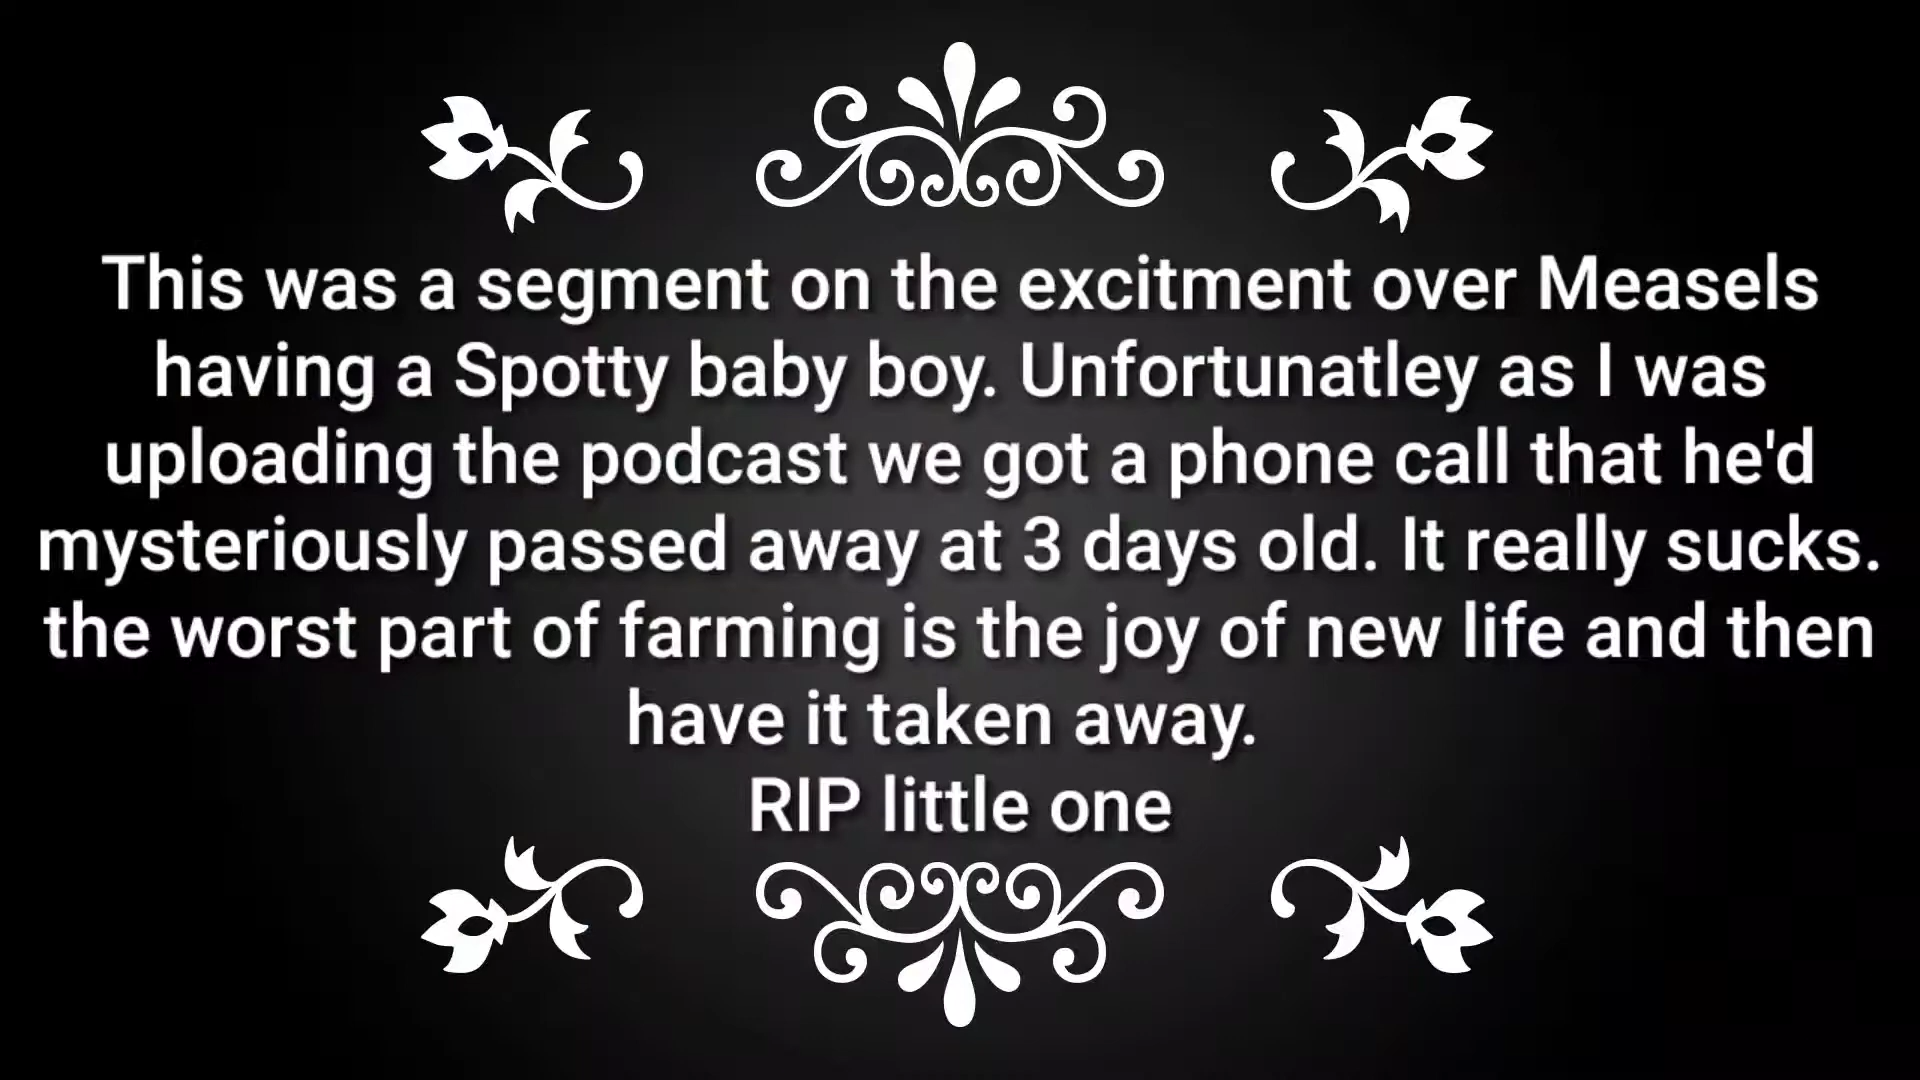 This was a segment on the excitment over Measels
having a Spotty baby boy. Unfortunatley as I was
uploading the podcast we got a phone call that he'd
mysteriously passed away at 3 days old. It really sucks.
the worst part of farming is the joy of new life and then
have it taken away.
RIP little one